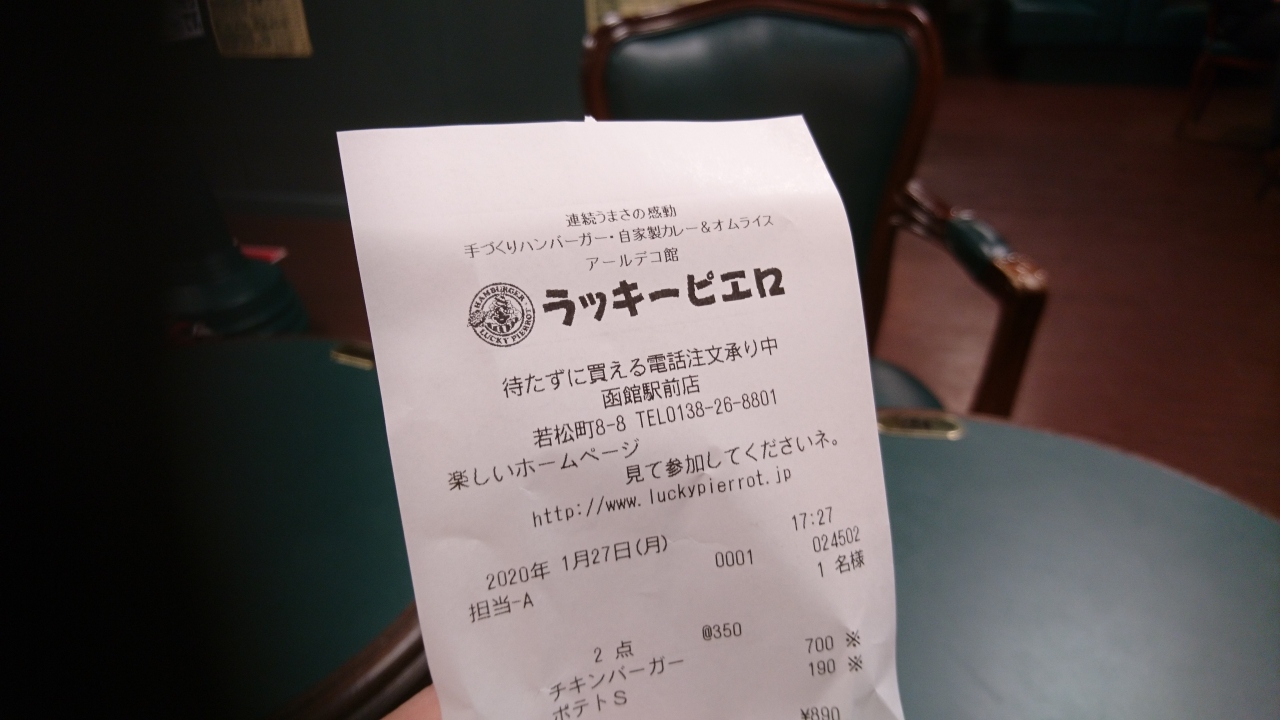 連続うまさの感動
手づくりハンバーガー・自家製カレー&オムライス
アールデコ館
HAMBURGER LUCKY PIERROT
ラッキーピエロ
待たずに買える電話注文承り中
函館駅前店
若松町8-8 TEL0138-26-8801
楽しいホームページ
見て参加してくださいネ。
http://www.luckypierrot.jp
2020年 1月27日(月) 17:27
担当-A 0001 024502
1 名様
2 点 @350
チキンバーガー 700 ※
ポテトS 190 ※
¥890